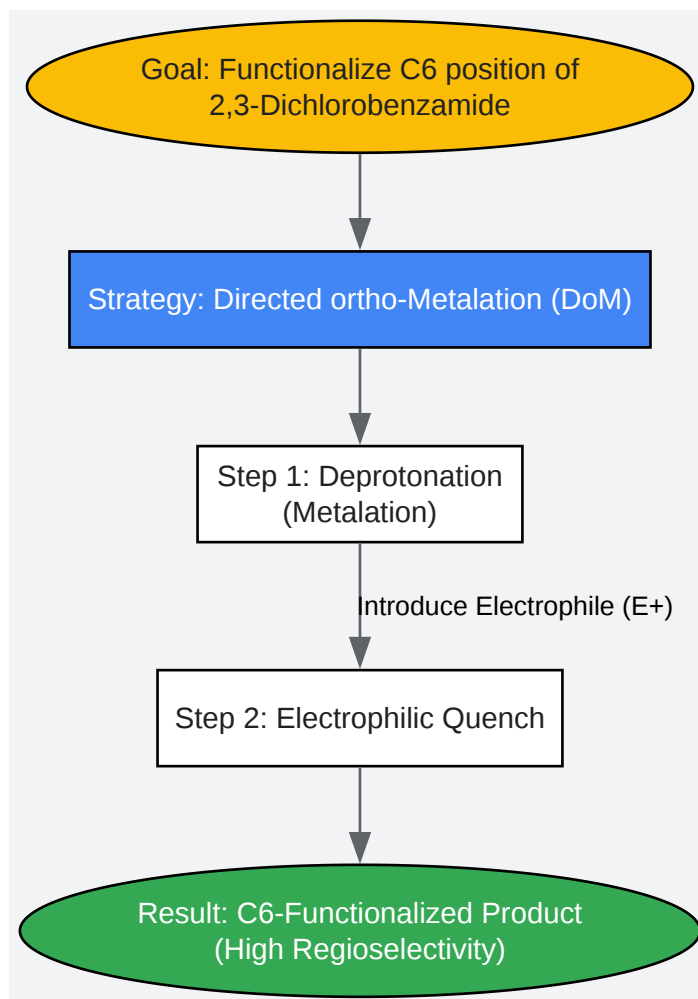 Goal: Functionalize C6 position of
2,3-Dichlorobenzamide
Strategy: Directed ortho-Metalation (DoM)
Step 1: Deprotonation
(Metalation)
Introduce Electrophile (E+)
Step 2: Electrophilic Quench
Result: C6-Functionalized Product
(High Regioselectivity)